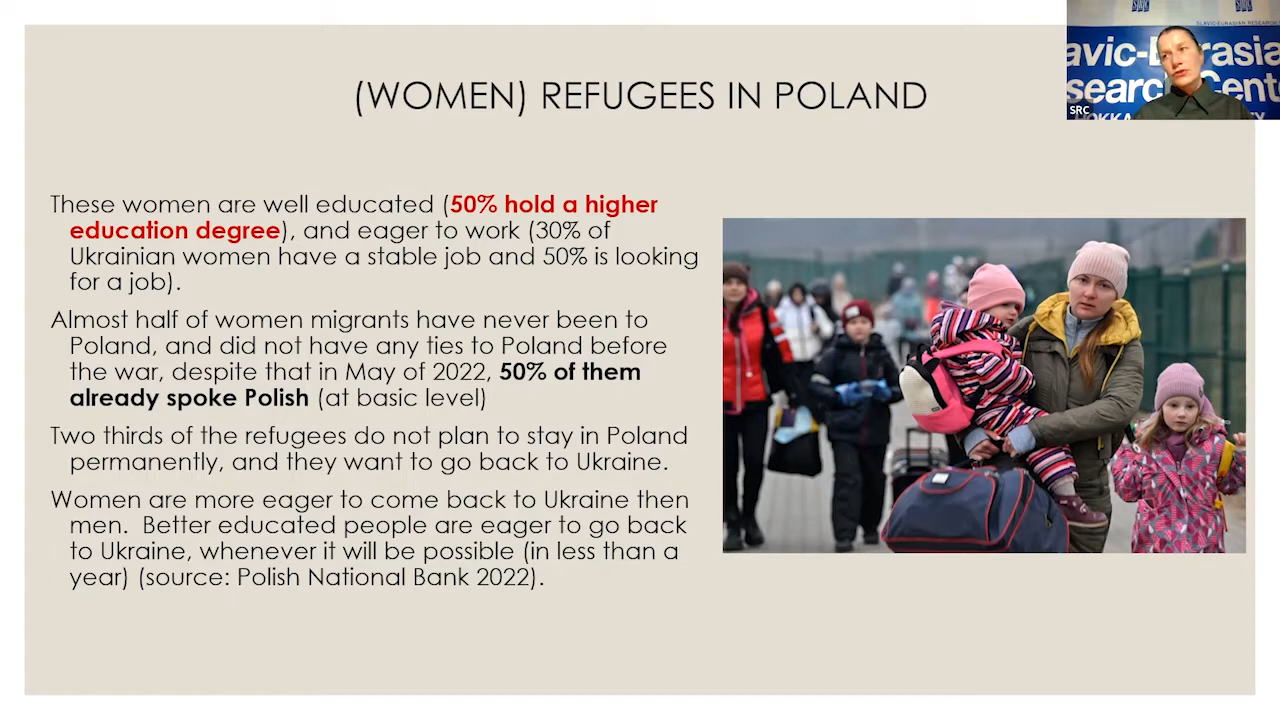 (WOMEN) REFUGEES IN POLAND
These women are well educated (50% hold a higher
education degree), and eager to work (30% of
Ukrainian women have a stable job and 50% is looking
for a job).
Almost half of women migrants have never been to
Poland, and did not have any ties to Poland before
the war, despite that in May of 2022, 50% of them
already spoke Polish (at basic level)
Two thirds of the refugees do not plan to stay in Poland
permanently, and they want to go back to Ukraine.
Women are more eager to come back to Ukraine then
men.  Better educated people are eager to go back
to Ukraine, whenever it will be possible (in less than a
year) (source: Polish National Bank 2022).
SLAVIC-EURASIAN RESEARCH
SRC